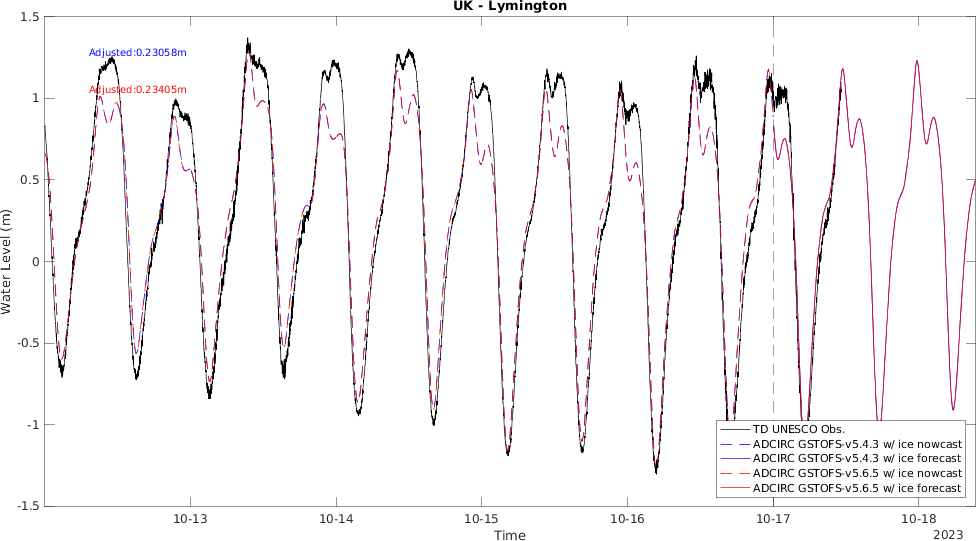 UK - Lymington
1.5
1
0.5
0
-0.5
-1
-1.5
Water Level (m)
Adjusted:0.23058m
Adjusted:0.23405m
TD UNESCO Obs.
ADCIRC GSTOFS-v5.4.3 w/ ice nowcast
ADCIRC GSTOFS-v5.4.3 w/ ice forecast
ADCIRC GSTOFS-v5.6.5 w/ ice nowcast
ADCIRC GSTOFS-v5.6.5 w/ ice forecast
10-13
10-14
10-15
10-16
10-17
10-18
Time
2023